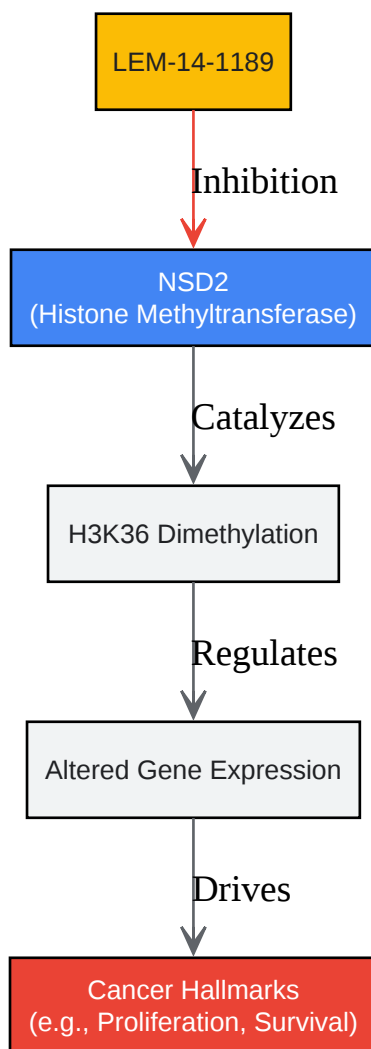 LEM-14-1189
Inhibition
NSD2
(Histone Methyltransferase)
Catalyzes
H3K36 Dimethylation
Regulates
Altered Gene Expression
Drives
Cancer Hallmarks
(e.g., Proliferation, Survival)